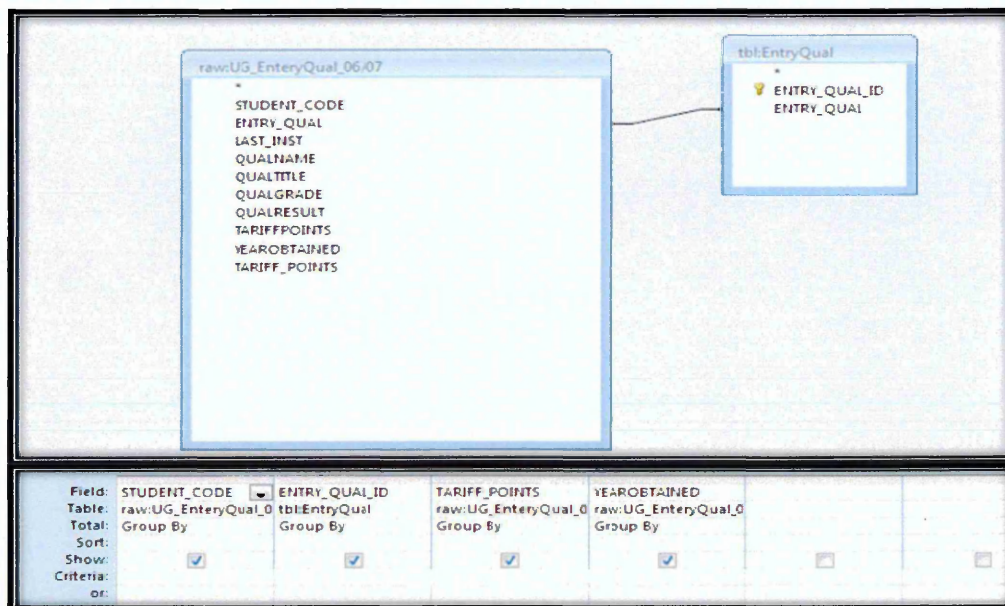 raw:UG_EnteryQual_06/07
*
STUDENT_CODE
ENTRY_QUAL
LAST_INST
QUALNAME
QUALTITLE
QUALGRADE
QUALRESULT
TARIFFPOINTS
YEAROBTAINED
TARIFF_POINTS
tbl:EntryQual
*
ENTRY_QUAL_ID
ENTRY_QUAL
Field: STUDENT_CODE ENTRY_QUAL_ID TARIFF_POINTS YEAROBTAINED
Table: raw:UG_EnteryQual_0 tbl:EntryQual raw:UG_EnteryQual_0 raw:UG_EnteryQual_0
Total: Group By Group By Group By Group By
Sort:
Show:
Criteria:
or: